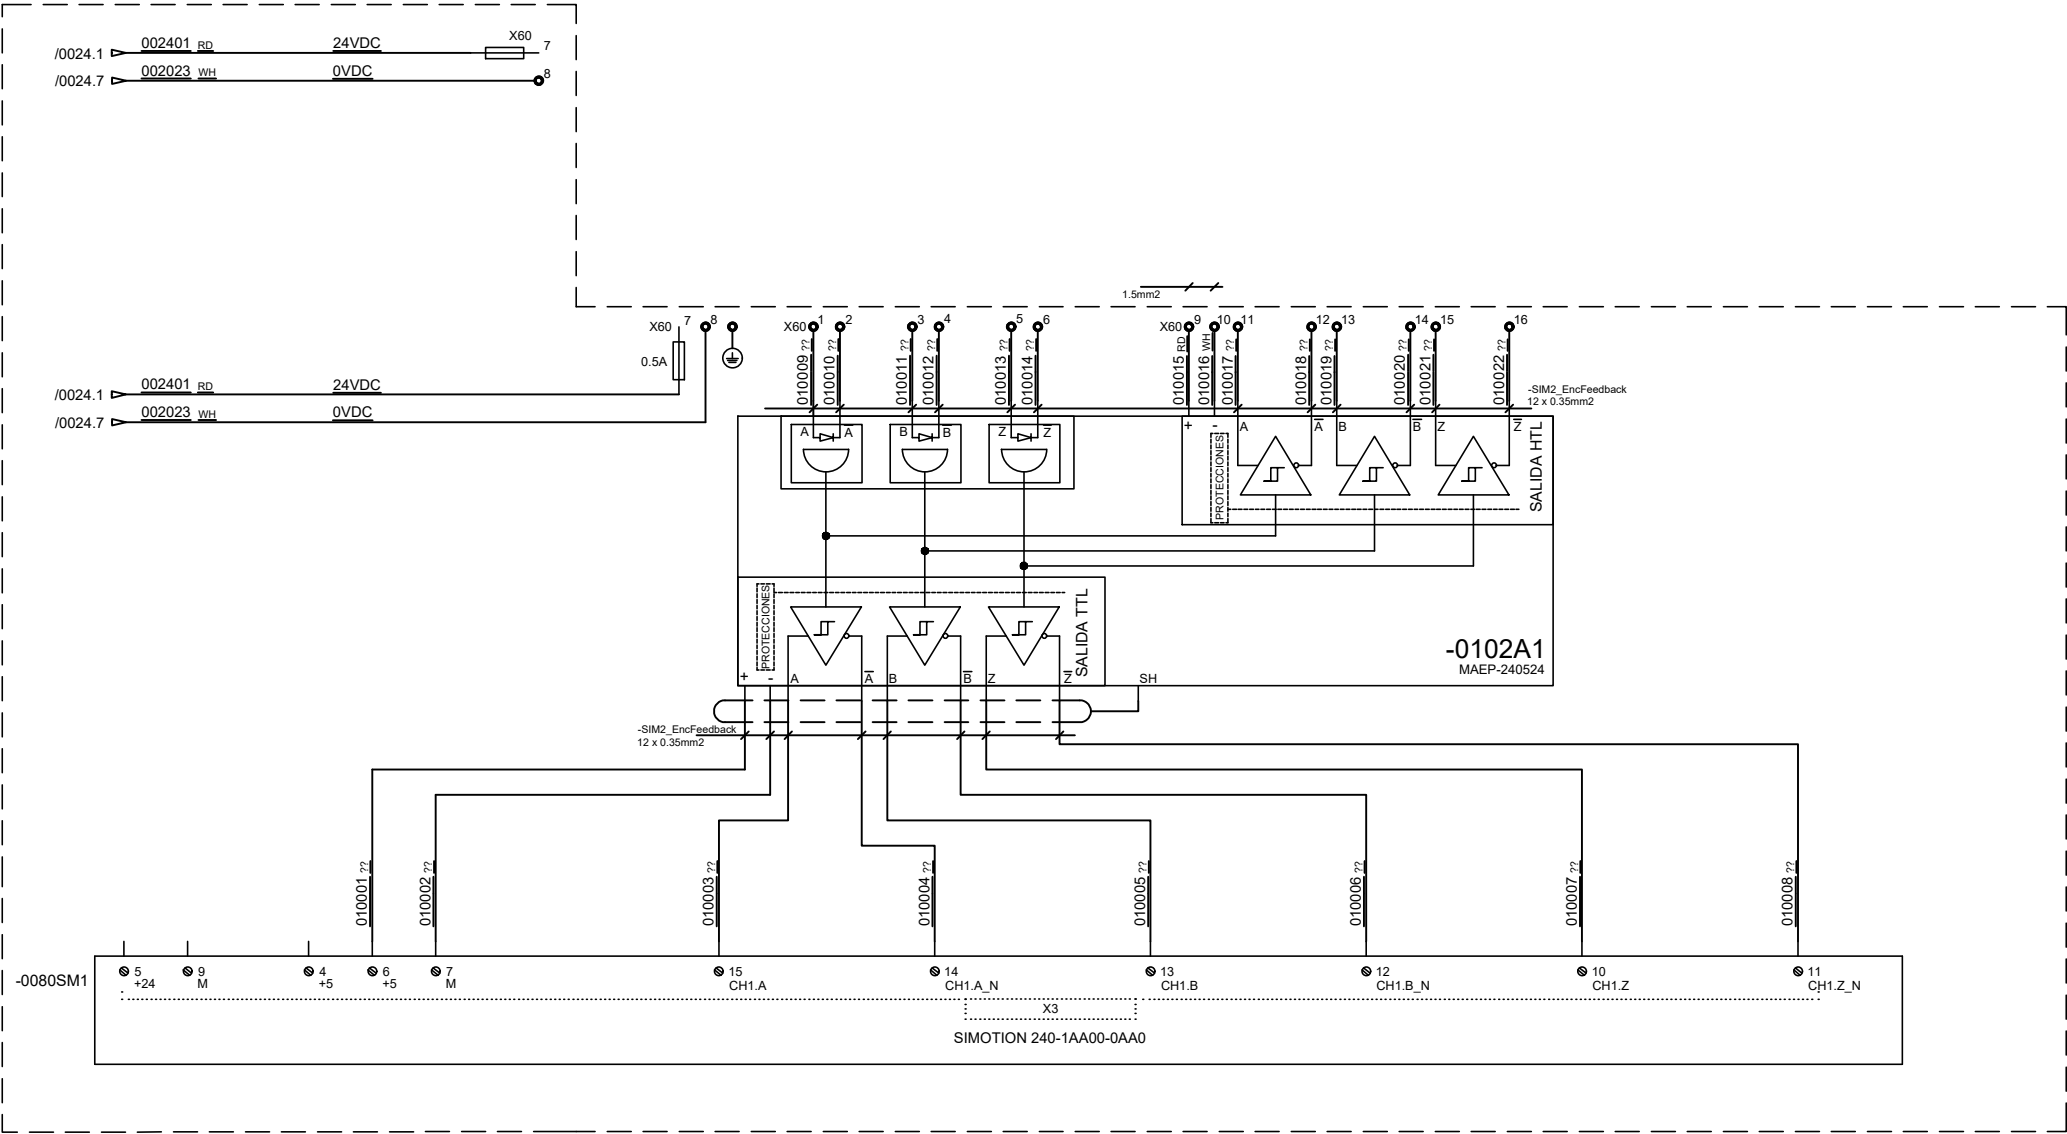 /0024.1 002401 RD 24VDC X60 7
/0024.7 002023 WH 0VDC 8
1.5mm2
X60 7 8 X60 1 2 3 4 5 6 X60 9 10 11 12 13 14 15 16
0.5A
010009 ??
010010 ??
010011 ??
010012 ??
010013 ??
010014 ??
010015 RD
010016 WH
010017 ??
010018 ??
010019 ??
010020 ??
010021 ??
010022 ??
/0024.1 002401 RD 24VDC
/0024.7 002023 WH 0VDC
-SIM2_EncFeedback
12 x 0.35mm2
A A̅ B B̅ Z Z̅ + - A A̅ B B̅ Z Z̅
PROTECCIONES
SALIDA HTL
PROTECCIONES
SALIDA TTL
-0102A1
MAEP-240524
+ - A A̅ B B̅ Z Z̅ SH
-SIM2_EncFeedback
12 x 0.35mm2
010001 ??
010002 ??
010003 ??
010004 ??
010005 ??
010006 ??
010007 ??
010008 ??
-0080SM1
5 9 4 6 7 15 14 13 12 10 11
+24 M +5 +5 M CH1.A CH1.A_N CH1.B CH1.B_N CH1.Z CH1.Z_N
X3
SIMOTION 240-1AA00-0AA0